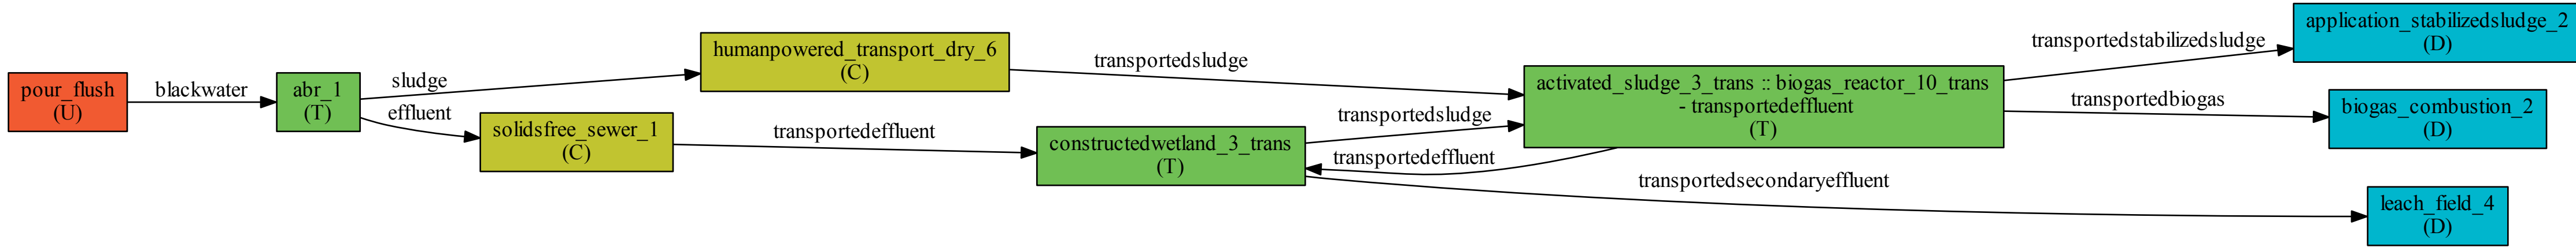 pour_flush
(U)
blackwater
abr_1
(T)
sludge
effluent
humanpowered_transport_dry_6
(C)
solidsfree_sewer_1
(C)
transportedsludge
transportedeffluent
constructedwetland_3_trans
(T)
transportedsludge
transportedeffluent
activated_sludge_3_trans :: biogas_reactor_10_trans
- transportedeffluent
(T)
transportedstabilizedsludge
transportedbiogas
transportedsecondaryeffluent
application_stabilizedsludge_2
(D)
biogas_combustion_2
(D)
leach_field_4
(D)